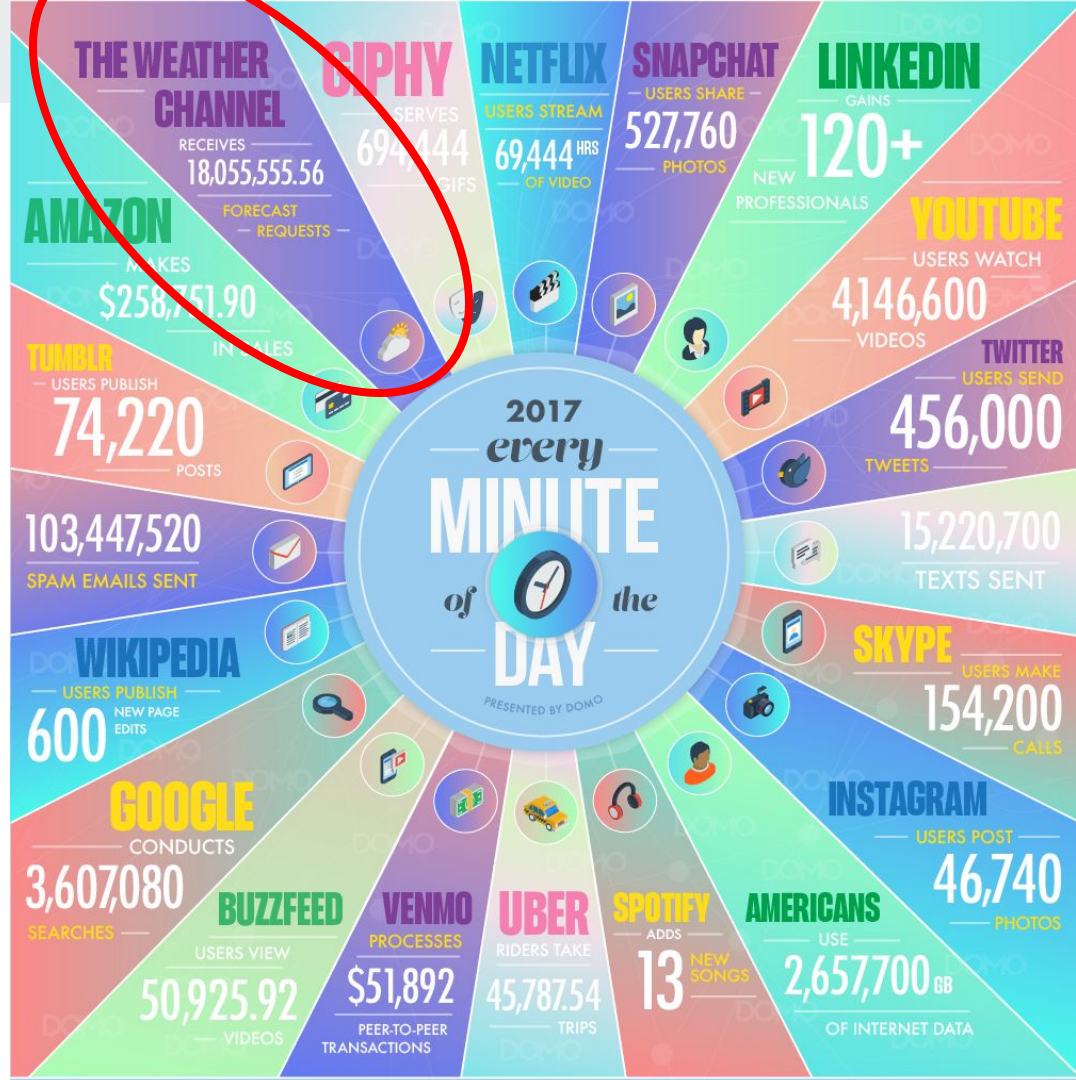 THE WEATHER
CHANNEL
RECEIVES
18,055,555.56
FORECAST
REQUESTS
GIPHY
SERVES
694,444
GIFS
NETFLIX
USERS STREAM
69,444 HRS
OF VIDEO
SNAPCHAT
USERS SHARE
527,760
PHOTOS
LINKEDIN
GAINS
120+
NEW
PROFESSIONALS
YOUTUBE
USERS WATCH
4,146,600
VIDEOS
TWITTER
USERS SEND
456,000
TWEETS
15,220,700
TEXTS SENT
SKYPE
USERS MAKE
154,200
CALLS
INSTAGRAM
USERS POST
46,740
PHOTOS
AMERICANS
USE
2,657,700 GB
OF INTERNET DATA
SPOTIFY
ADDS
13 NEW
SONGS
UBER
RIDERS TAKE
45,787.54
TRIPS
VENMO
PROCESSES
$51,892
PEER-TO-PEER
TRANSACTIONS
BUZZFEED
USERS VIEW
50,925.92
VIDEOS
GOOGLE
CONDUCTS
3,607,080
SEARCHES
WIKIPEDIA
USERS PUBLISH
600 NEW PAGE
EDITS
103,447,520
SPAM EMAILS SENT
TUMBLR
USERS PUBLISH
74,220
POSTS
AMAZON
MAKES
$258,751.90
IN SALES
2017
every
MINUTE
of the
DAY
PRESENTED BY DOMO
DOMO